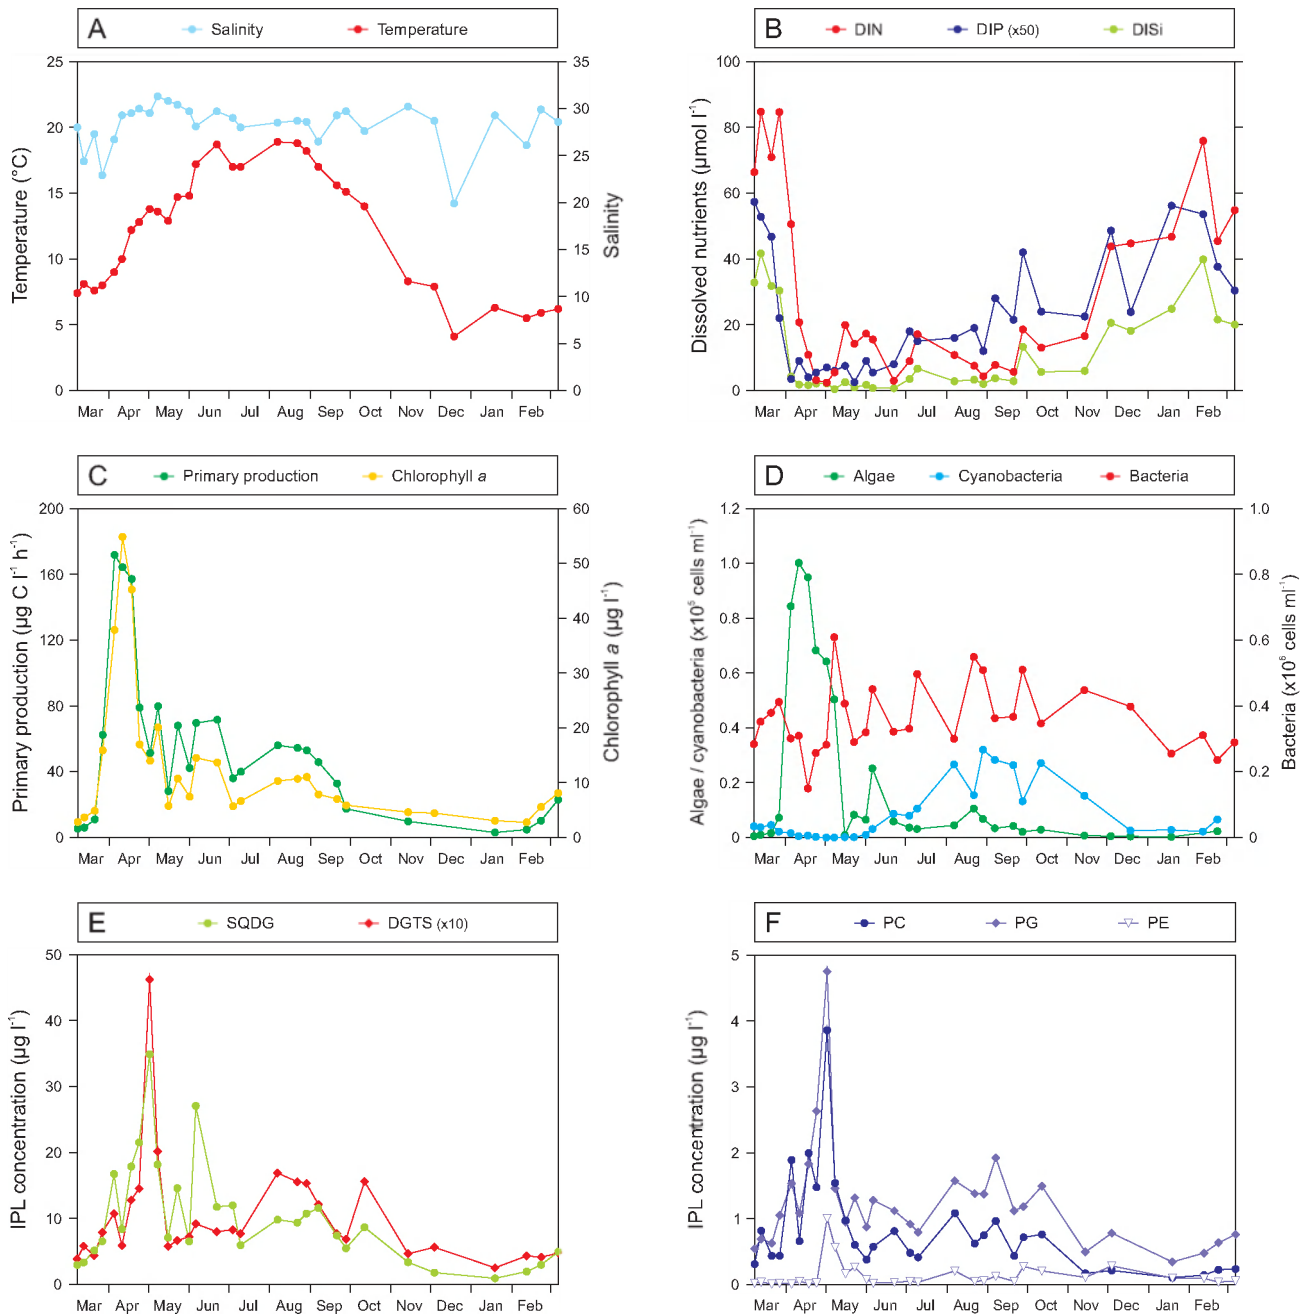 A Salinity Temperature
25 20 15 10 5 0
Temperature (°C)
35 30 25 20 15 10 5 0
Salinity
Mar Apr May Jun Jul Aug Sep Oct Nov Dec Jan Feb
B DIN DIP (x50) DISi
100 80 60 40 20 0
Dissolved nutrients (µmol l⁻¹)
Mar Apr May Jun Jul Aug Sep Oct Nov Dec Jan Feb
C Primary production Chlorophyll a
200 160 120 80 40 0
Primary production (µg C l⁻¹ h⁻¹)
60 50 40 30 20 10 0
Chlorophyll a (µg l⁻¹)
Mar Apr May Jun Jul Aug Sep Oct Nov Dec Jan Feb
D Algae Cyanobacteria Bacteria
1.2 1.0 0.8 0.6 0.4 0.2 0
Algae / cyanobacteria (x10⁵ cells ml⁻¹)
1.0 0.8 0.6 0.4 0.2 0
Bacteria (x10⁶ cells ml⁻¹)
Mar Apr May Jun Jul Aug Sep Oct Nov Dec Jan Feb
E SQDG DGTS (x10)
50 40 30 20 10 0
IPL concentration (µg l⁻¹)
Mar Apr May Jun Jul Aug Sep Oct Nov Dec Jan Feb
F PC PG PE
5 4 3 2 1 0
IPL concentration (µg l⁻¹)
Mar Apr May Jun Jul Aug Sep Oct Nov Dec Jan Feb